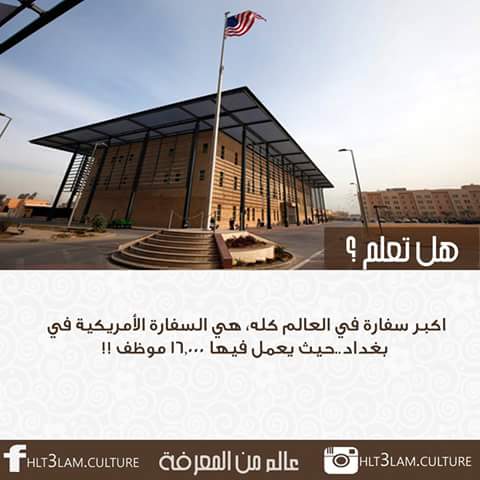 هل تعلم ؟
اكبر سفارة في العالم كله، هي السفارة الأمريكية في
بغداد..حيث يعمل فيها ١٦,٠٠٠ موظف !!
HLT3LAM.CULTURE عالم من المعرفة HLT3LAM.CULTURE